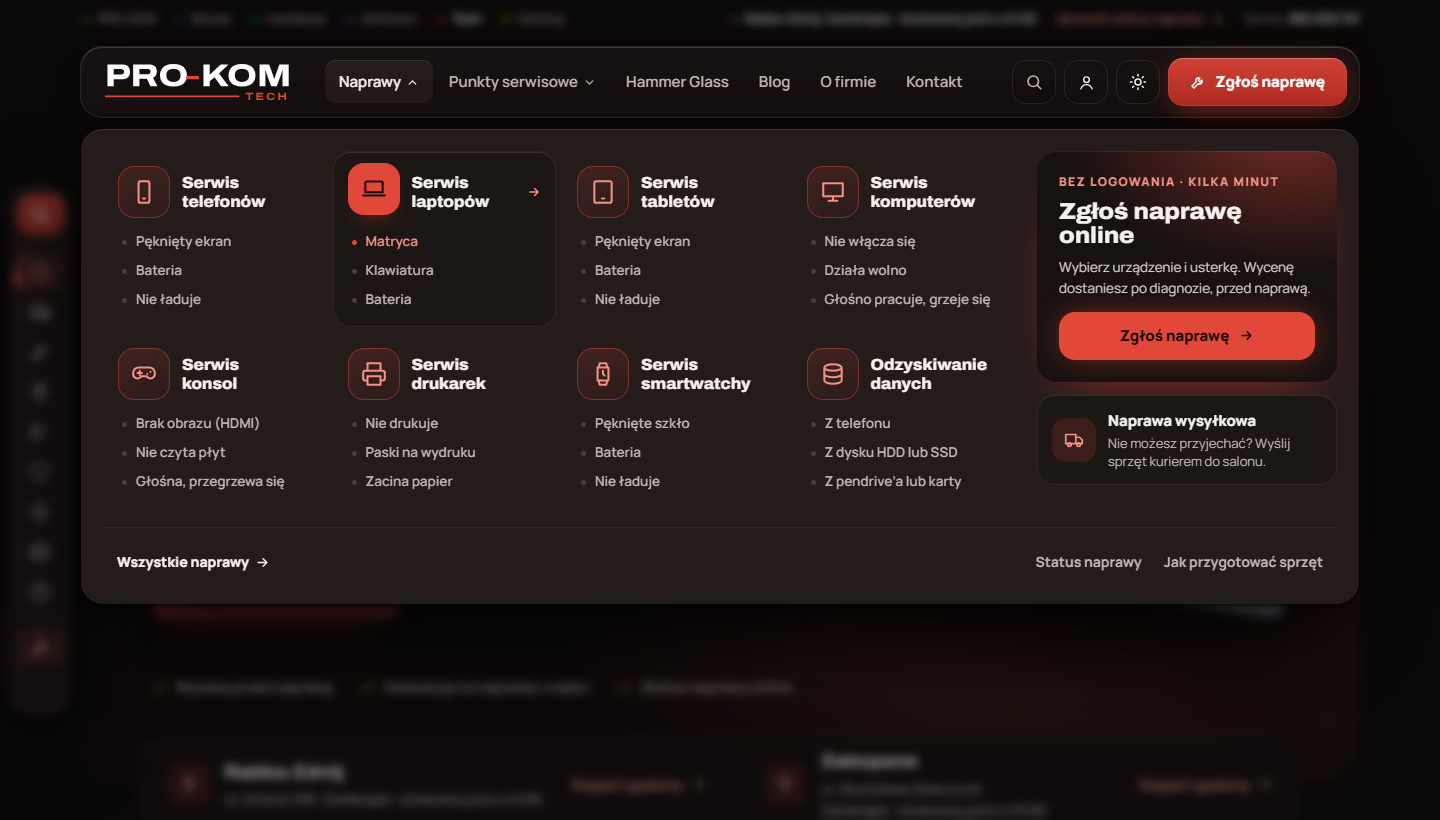 PRO-KOM
TECH
Naprawy
Punkty serwisowe
Hammer Glass
Blog
O firmie
Kontakt
Zgłoś naprawę
Serwis
telefonów
Pęknięty ekran
Bateria
Nie ładuje
Serwis
laptopów
Matryca
Klawiatura
Bateria
Serwis
tabletów
Pęknięty ekran
Bateria
Nie ładuje
Serwis
komputerów
Nie włącza się
Działa wolno
Głośno pracuje, grzeje się
Serwis
konsol
Brak obrazu (HDMI)
Nie czyta płyt
Głośna, przegrzewa się
Serwis
drukarek
Nie drukuje
Paski na wydruku
Zacina papier
Serwis
smartwatchy
Pęknięte szkło
Bateria
Nie ładuje
Odzyskiwanie
danych
Z telefonu
Z dysku HDD lub SSD
Z pendrive'a lub karty
BEZ LOGOWANIA · KILKA MINUT
Zgłoś naprawę
online
Wybierz urządzenie i usterkę. Wycenę
dostaniesz po diagnozie, przed naprawą.
Zgłoś naprawę
Naprawa wysyłkowa
Nie możesz przyjechać? Wyślij
sprzęt kurierem do salonu.
Wszystkie naprawy
Status naprawy
Jak przygotować sprzęt